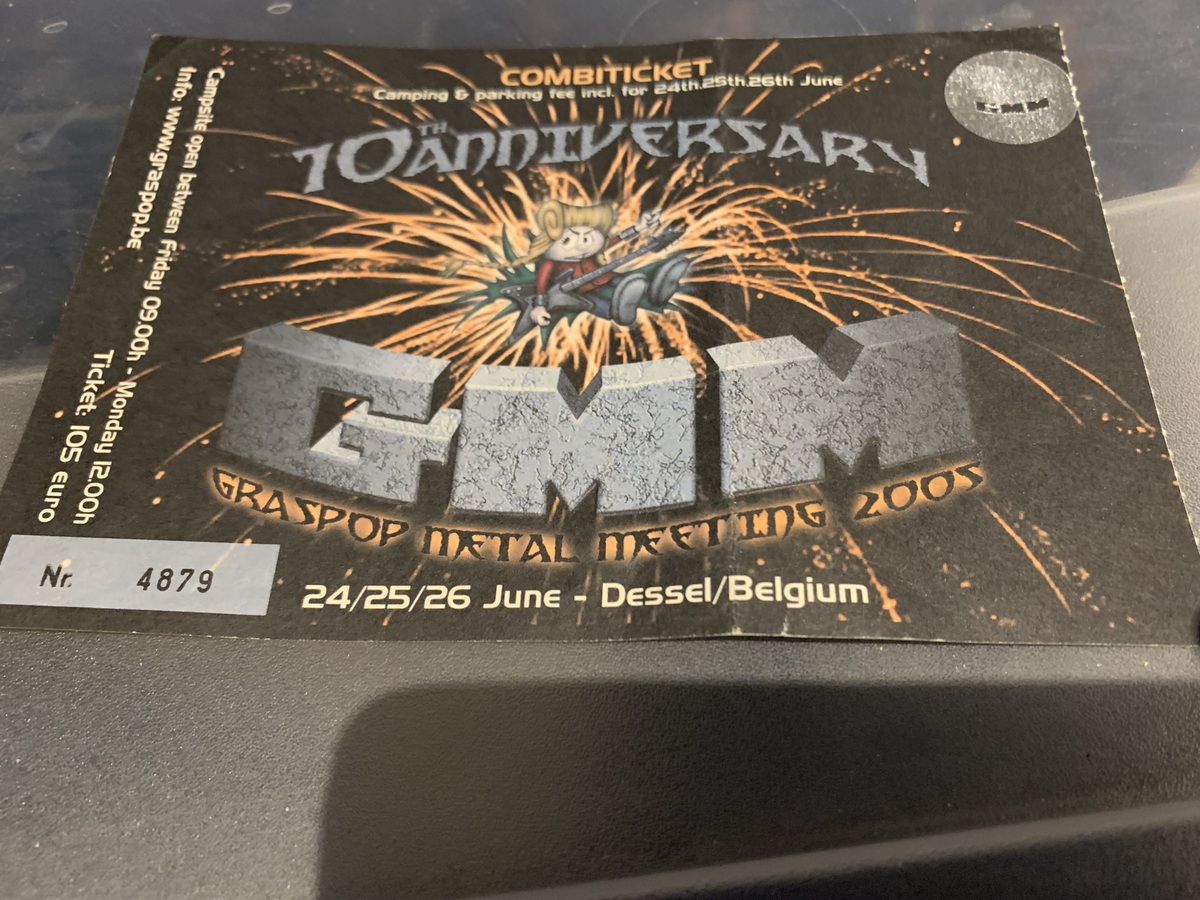 COMBITICKET
Camping & parking fee incl. for 24th.25th.26th June
10TH ANNIVERSARY
GMM
GMM
GRASPOP METAL MEETING 2005
24/25/26 June - Dessel/Belgium
Campsite open between Friday 09.00h - Monday 12.00h
Info: www.graspop.be
Ticket: 105 euro
Nr. 4879